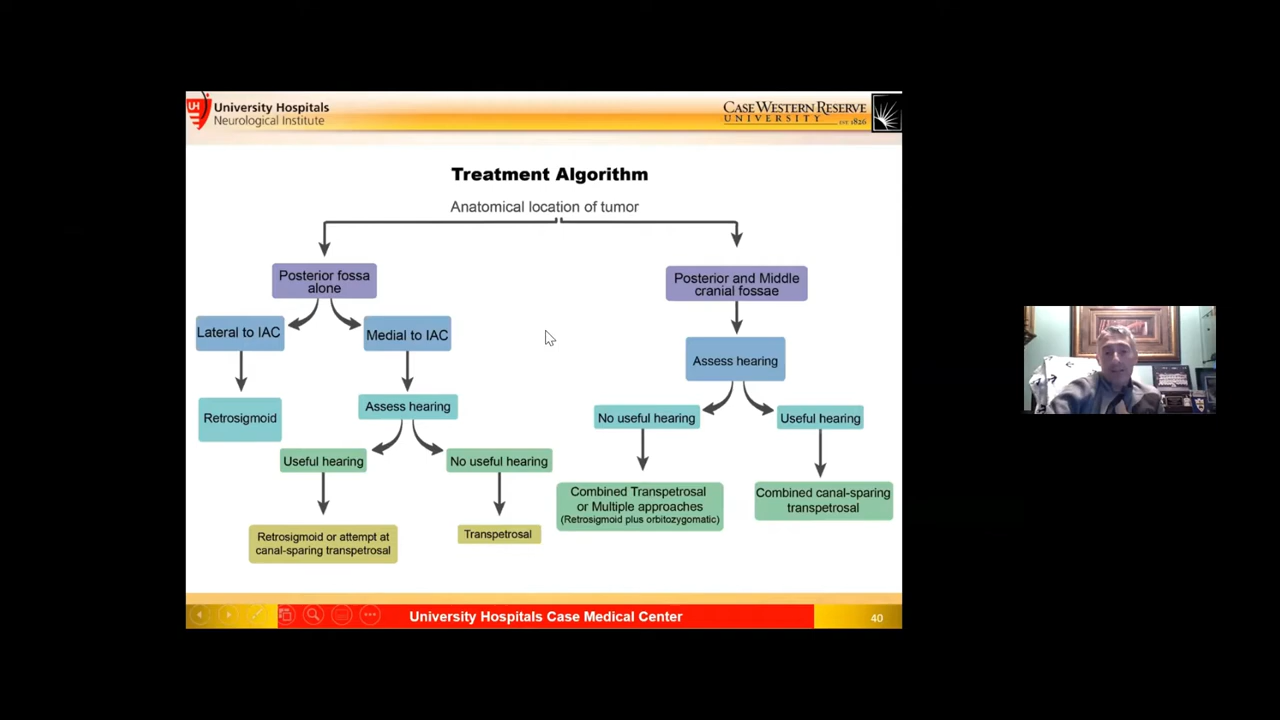 University Hospitals
Neurological Institute
CASE WESTERN RESERVE
UNIVERSITY EST. 1826
Treatment Algorithm
Anatomical location of tumor
Posterior fossa
alone
Posterior and Middle
cranial fossae
Lateral to IAC
Medial to IAC
Assess hearing
Retrosigmoid
Assess hearing
No useful hearing
Useful hearing
Useful hearing
No useful hearing
Combined Transpetrosal
or Multiple approaches
(Retrosigmoid plus orbitozygomatic)
Combined canal-sparing
transpetrosal
Retrosigmoid or attempt at
canal-sparing transpetrosal
Transpetrosal
University Hospitals Case Medical Center
40